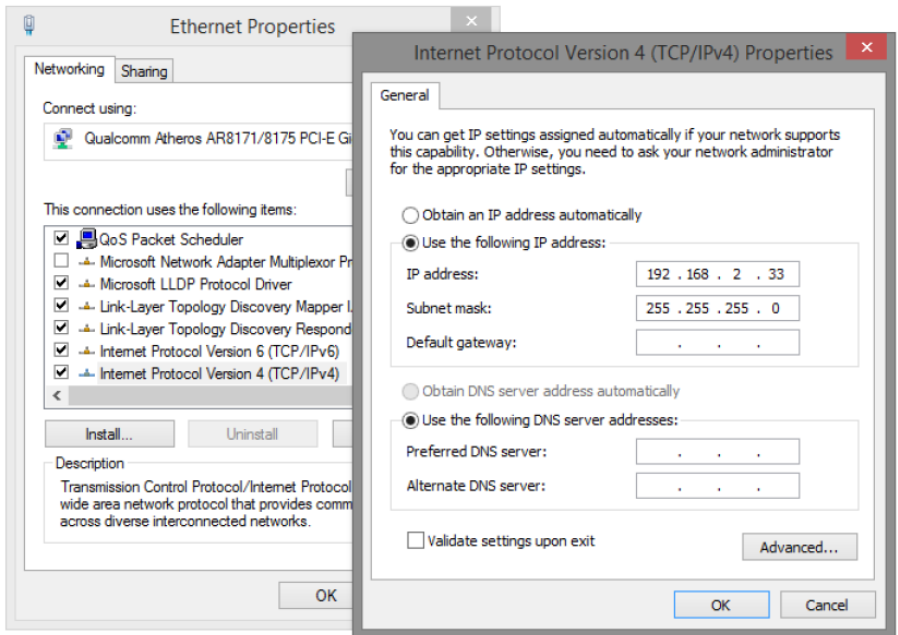 Ethernet Properties
Networking
Sharing
Connect using:
Qualcomm Atheros AR8171/8175 PCI-E
This connection uses the following items:
QoS Packet Scheduler
Microsoft Network Adapter Multiplexor
Microsoft LLDP Protocol Driver
Link-Layer Topology Discovery Mapper
Link-Layer Topology Discovery
Internet Protocol Version 6 (TCP/IPv6)
Internet Protocol Version 4 (TCP/IPv4)
Install...
Uninstall
Description
Transmission Control Protocol/Internet Protocol
wide area network protocol that provides
across diverse interconnected networks.
OK
Internet Protocol Version 4 (TCP/IPv4) Properties
General
You can get IP settings assigned automatically if your network supports
this capability. Otherwise, you need to ask your network administrator
for the appropriate IP settings.
Obtain an IP address automatically
Use the following IP address:
IP address: 192 . 168 . 2 . 33
Subnet mask: 255 . 255 . 255 . 0
Default gateway: . . .
Obtain DNS server address automatically
Use the following DNS server addresses:
Preferred DNS server: . . .
Alternate DNS server: . . .
Validate settings upon exit
Advanced...
OK
Cancel